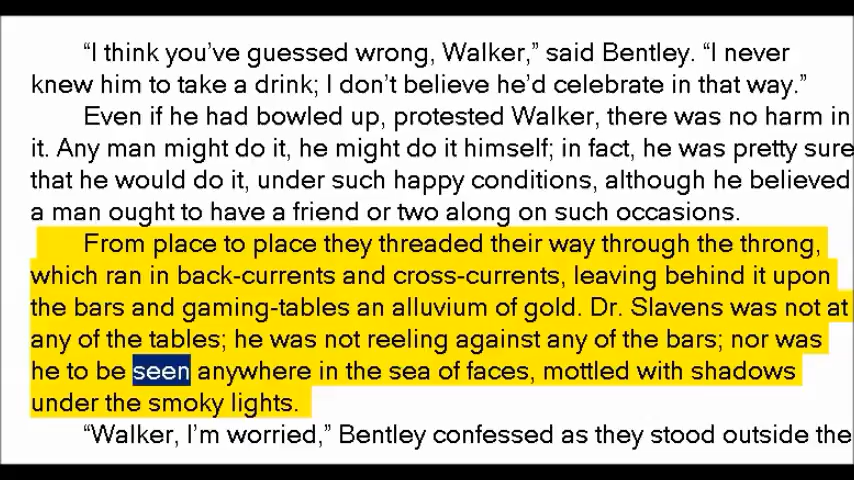 “I think you’ve guessed wrong, Walker,” said Bentley. “I never
knew him to take a drink; I don’t believe he’d celebrate in that way.”
Even if he had bowled up, protested Walker, there was no harm in
it. Any man might do it, he might do it himself; in fact, he was pretty sure
that he would do it, under such happy conditions, although he believed
a man ought to have a friend or two along on such occasions.
From place to place they threaded their way through the throng,
which ran in back-currents and cross-currents, leaving behind it upon
the bars and gaming-tables an alluvium of gold. Dr. Slavens was not at
any of the tables; he was not reeling against any of the bars; nor was
he to be seen anywhere in the sea of faces, mottled with shadows
under the smoky lights.
“Walker, I’m worried,” Bentley confessed as they stood outside the